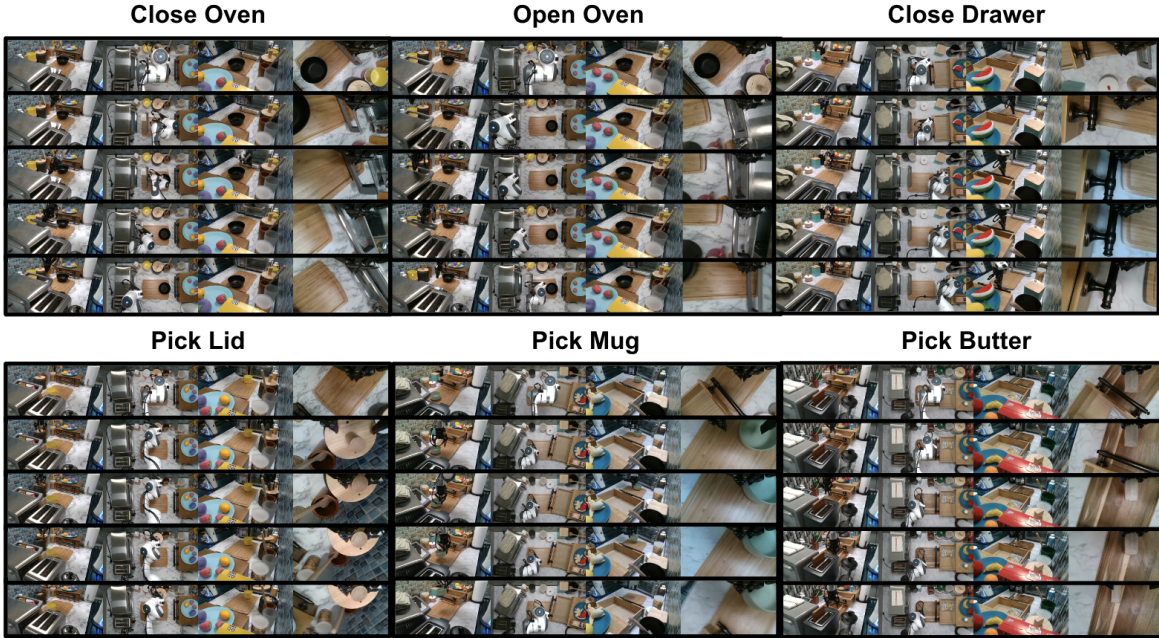 Close Oven
Open Oven
Close Drawer
Pick Lid
Pick Mug
Pick Butter